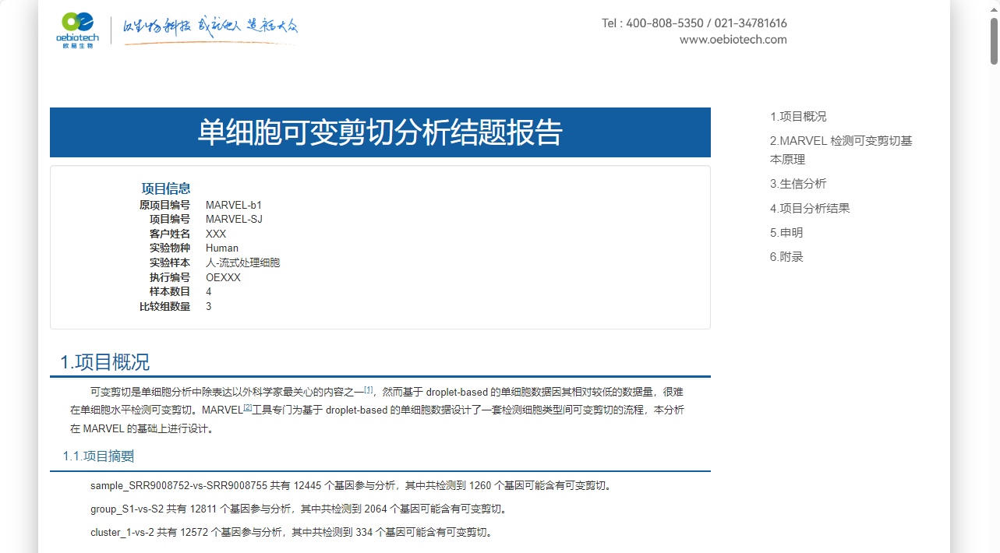 oebiotech
欧易生物
以生物科技 成就他人 造福大众
Tel : 400-808-5350 / 021-34781616
www.oebiotech.com
单细胞可变剪切分析结题报告
项目信息
原项目编号 MARVEL-b1
项目编号 MARVEL-SJ
客户姓名 XXX
实验物种 Human
实验样本 人-流式处理细胞
执行编号 OEXXX
样本数目 4
比较组数量 3
1.项目概况
可变剪切是单细胞分析中除表达以外科学家最关心的内容之一[1]，然而基于 droplet-based 的单细胞数据因其相对较低的数据量，很难
在单细胞水平检测可变剪切。MARVEL[2]工具专门为基于 droplet-based 的单细胞数据设计了一套检测细胞类型间可变剪切的流程，本分析
在 MARVEL 的基础上进行设计。
1.1.项目摘要
sample_SRR9008752-vs-SRR9008755 共有 12445 个基因参与分析，其中共检测到 1260 个基因可能含有可变剪切。
group_S1-vs-S2 共有 12811 个基因参与分析，其中共检测到 2064 个基因可能含有可变剪切。
cluster_1-vs-2 共有 12572 个基因参与分析，其中共检测到 334 个基因可能含有可变剪切。
1.项目概况
2.MARVEL 检测可变剪切基
本原理
3.生信分析
4.项目分析结果
5.申明
6.附录